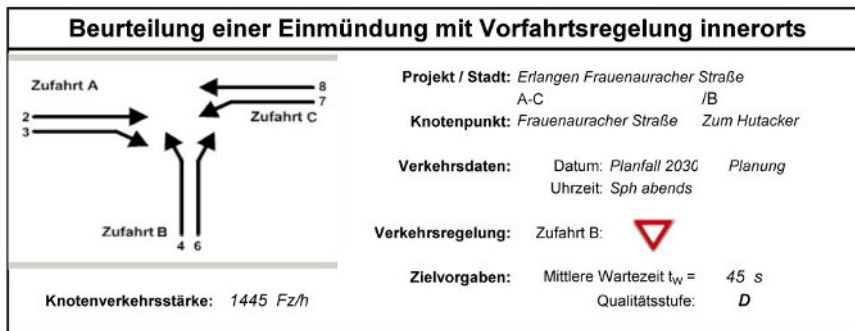 Beurteilung einer Einmündung mit Vorfahrtsregelung innerorts
Zufahrt A
8
7
Zufahrt C
2
3
Zufahrt B
4 6
Knotenverkehrsstärke: 1445 Fz/h
Projekt / Stadt: Erlangen Frauenauracher Straße
A-C /B
Knotenpunkt: Frauenauracher Straße Zum Hutacker
Verkehrsdaten: Datum: Planfall 2030 Planung
Uhrzeit: Sph abends
Verkehrsregelung: Zufahrt B:
Zielvorgaben: Mittlere Wartezeit tw = 45 s
Qualitätsstufe: D